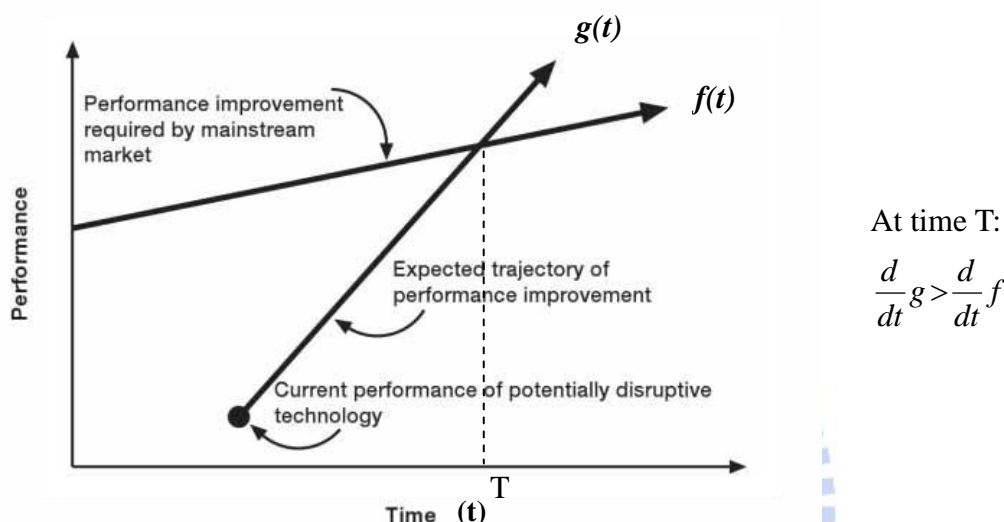 g(t)
f(t)
Performance improvement
required by mainstream
market
Performance
Expected trajectory of
performance improvement
Current performance of potentially disruptive
technology
T
Time (t)
At time T:
d/dt g > d/dt f